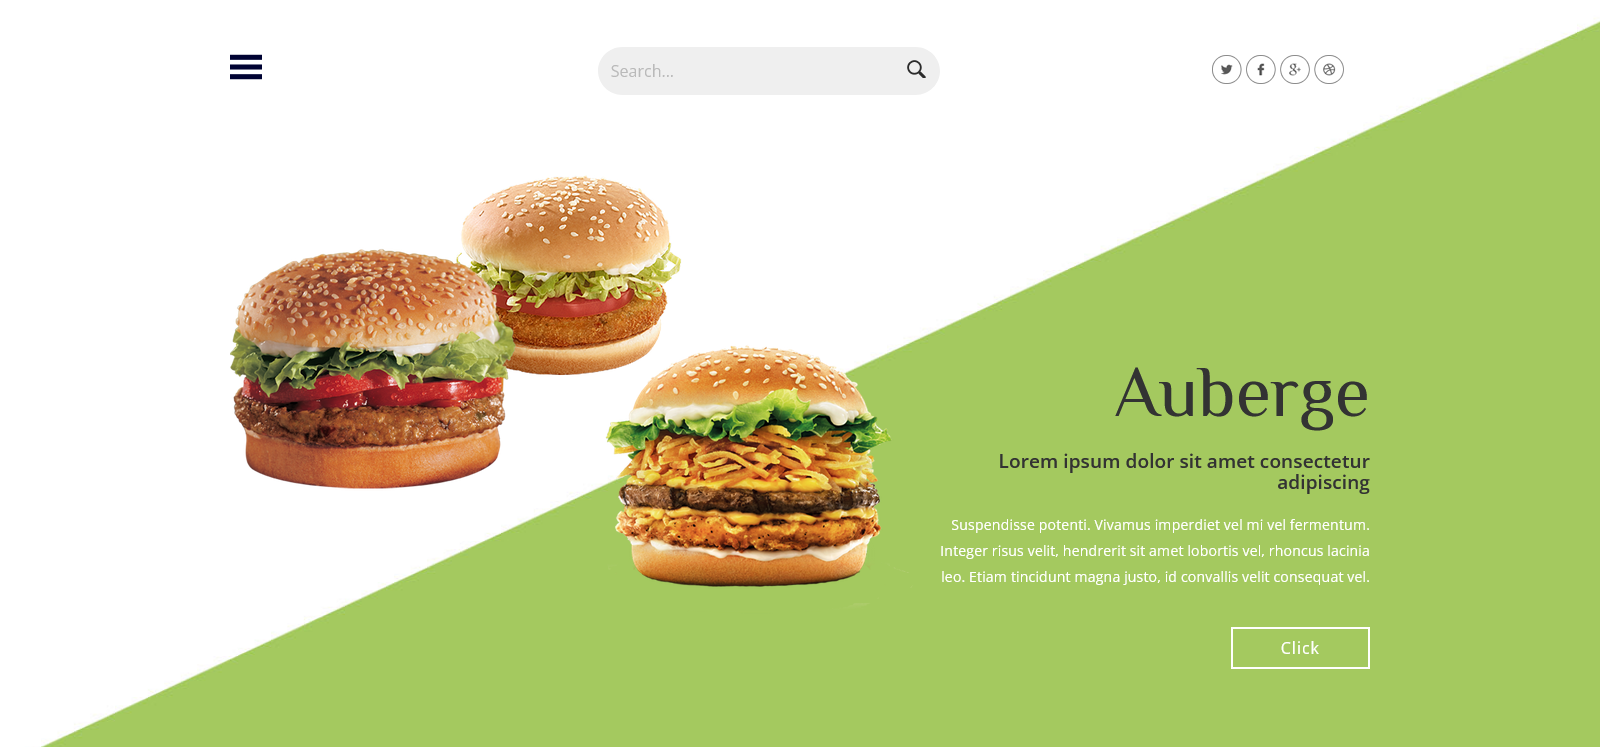 Search...
Auberge
Lorem ipsum dolor sit amet consectetur
adipiscing
Suspendisse potenti. Vivamus imperdiet vel mi vel fermentum.
Integer risus velit, hendrerit sit amet lobortis vel, rhoncus lacinia
leo. Etiam tincidunt magna justo, id convallis velit consequat vel.
Click